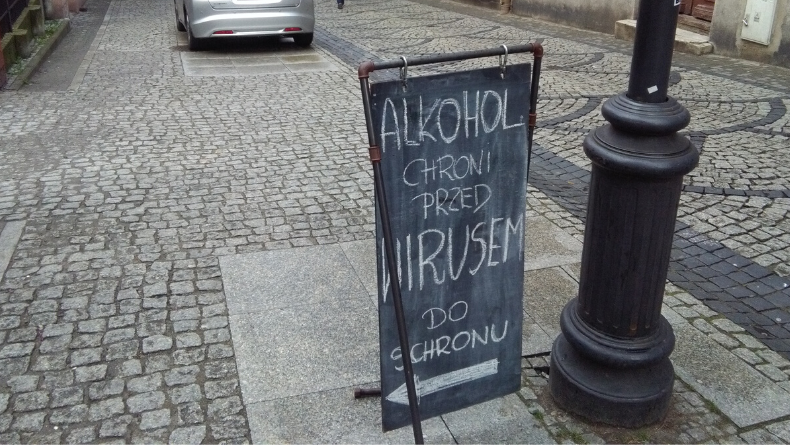 ALKOHOL
CHRONI
PRZED
WIRUSEM
DO
SCHRONU